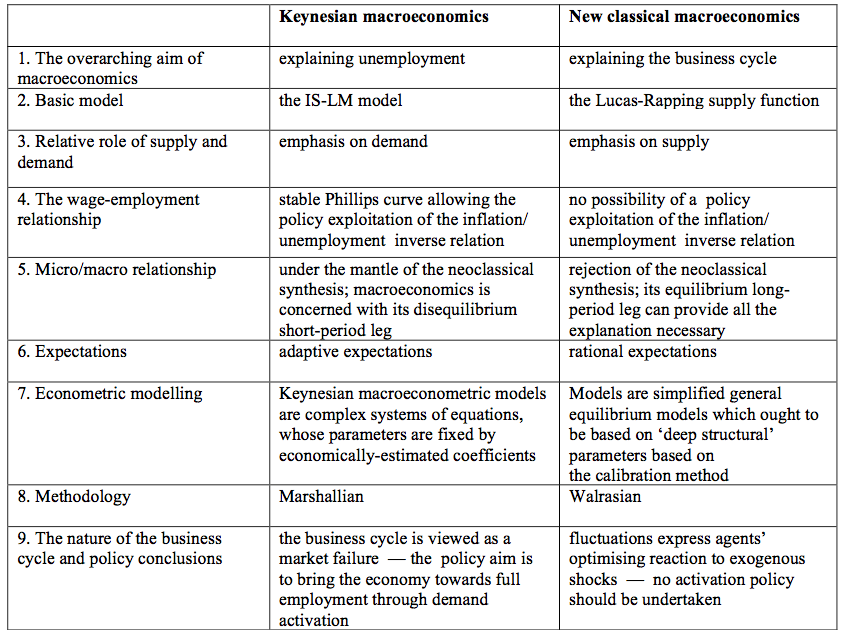 Keynesian macroeconomics
New classical macroeconomics
1. The overarching aim of
macroeconomics
explaining unemployment
explaining the business cycle
2. Basic model
the IS-LM model
the Lucas-Rapping supply function
3. Relative role of supply and
demand
emphasis on demand
emphasis on supply
4. The wage-employment
relationship
stable Phillips curve allowing the
policy exploitation of the inflation/
unemployment inverse relation
no possibility of a policy
exploitation of the inflation/
unemployment inverse relation
5. Micro/macro relationship
under the mantle of the neoclassical
synthesis; macroeconomics is
concerned with its disequilibrium
short-period leg
rejection of the neoclassical
synthesis; its equilibrium long-
period leg can provide all the
explanation necessary
6. Expectations
adaptive expectations
rational expectations
7. Econometric modelling
Keynesian macroeconometric models
are complex systems of equations,
whose parameters are fixed by
economically-estimated coefficients
Models are simplified general
equilibrium models which ought to
be based on ‘deep structural’
parameters based on
the calibration method
8. Methodology
Marshallian
Walrasian
9. The nature of the business
cycle and policy conclusions
the business cycle is viewed as a
market failure — the policy aim is
to bring the economy towards full
employment through demand
activation
fluctuations express agents’
optimising reaction to exogenous
shocks — no activation policy
should be undertaken